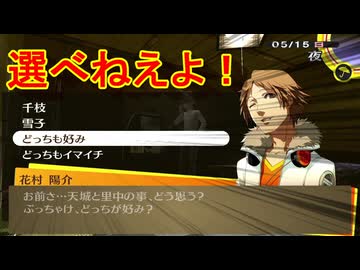 選べねえよ！
05/15 日
夜
千枝
雪子
どっちも好み
どっちもイマイチ
花村 陽介
お前さ…天城と里中の事、どう思う？
ぶっちゃけ、どっちが好み？